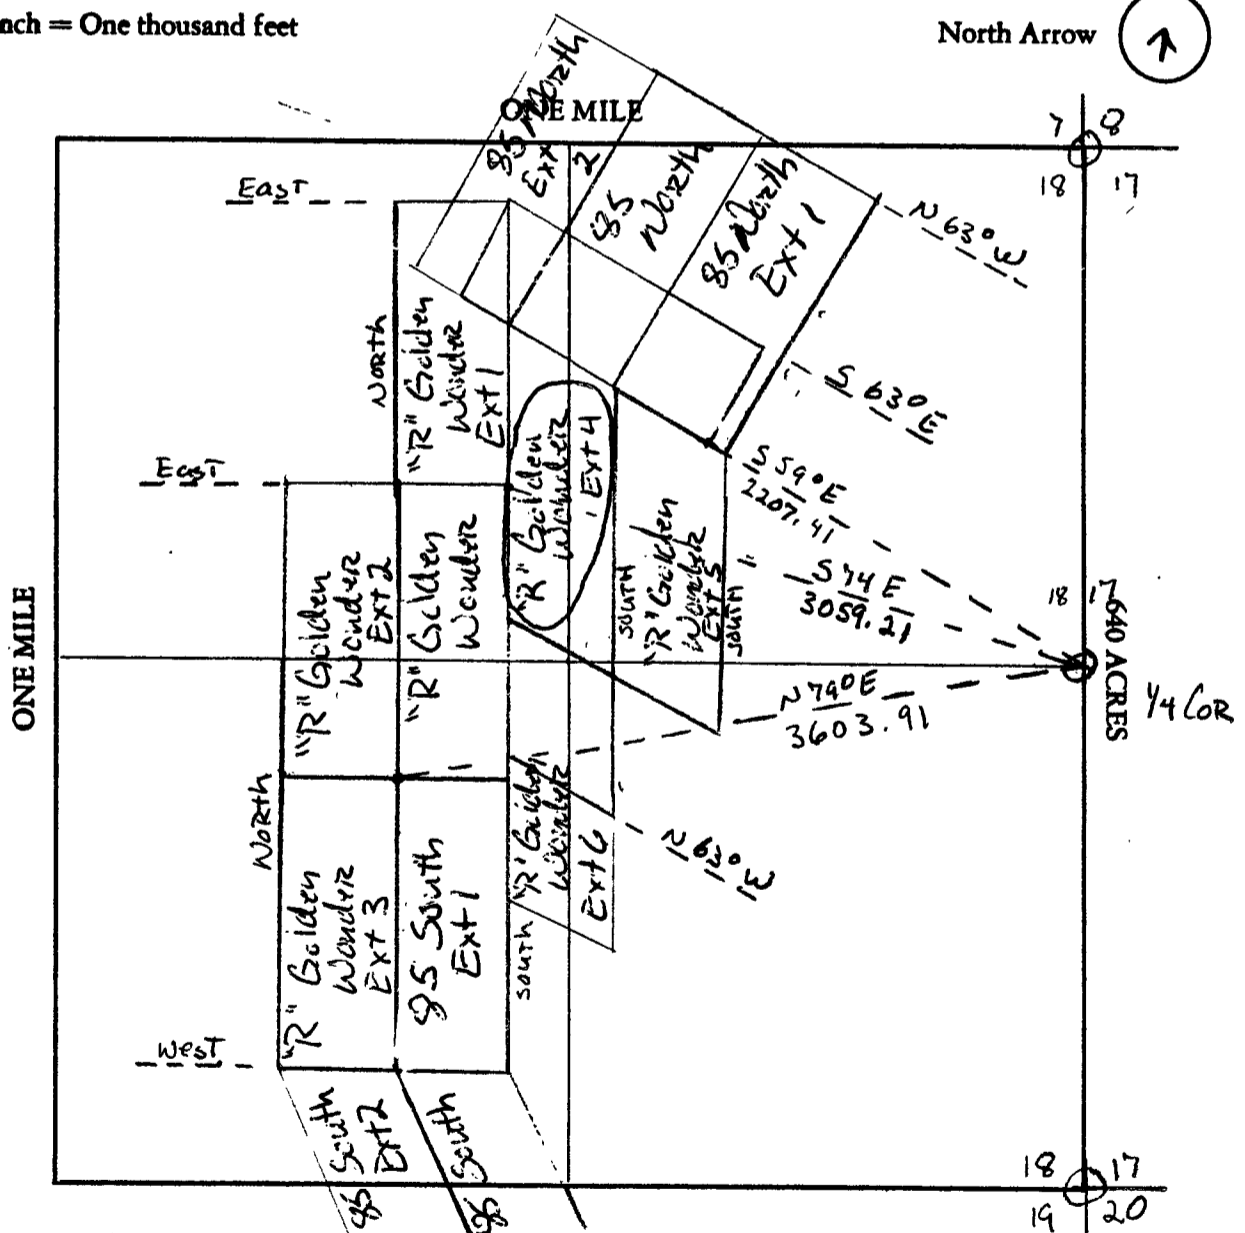 nch = One thousand feet
North Arrow
ONE MILE
7 8
18 17
East
85 North
Ext 2
85
North
85 North
Ext 1
N 63° W
North
"R" Golden
Wonder
Ext 1
S 63° E
East
"R" Golden
Wonder
Ext 4
S 59° E
2207.41
"R" Golden
Wonder
Ext 2
"R" Golden
Wonder
South
"R" Golden
Wonder
Ext 5
South
S 74 E
3059.21
18 17
ONE MILE
640 ACRES
1/4 COR
N 79° E
3603.91
North
"R" Golden
Wonder
Ext 3
85 South
Ext 1
South
"R" Golden
Wonder
Ext 6
N 63° W
West
85 South
Ext 2
85 South
18 17
19 20